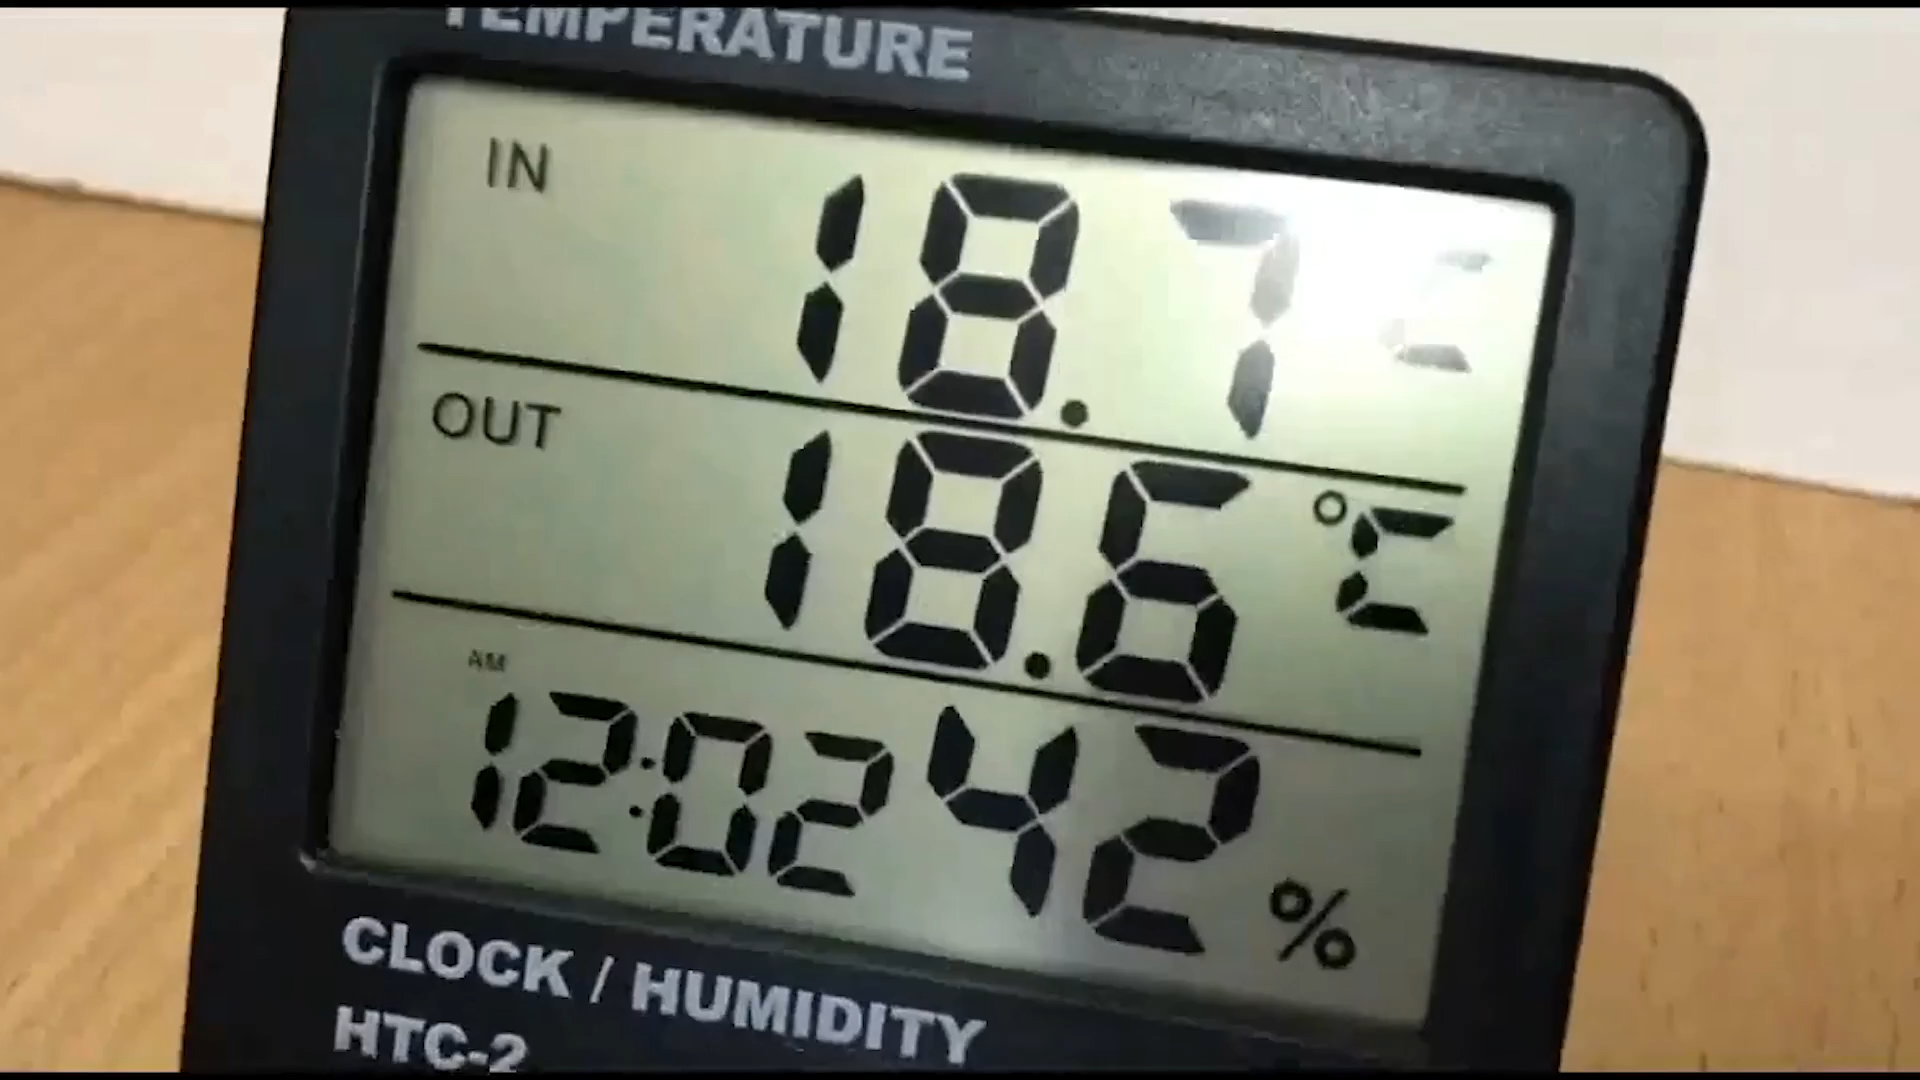 TEMPERATURE
IN 18.7 °C
OUT 18.6 °C
AM
12:02 42 %
CLOCK / HUMIDITY
HTC-2